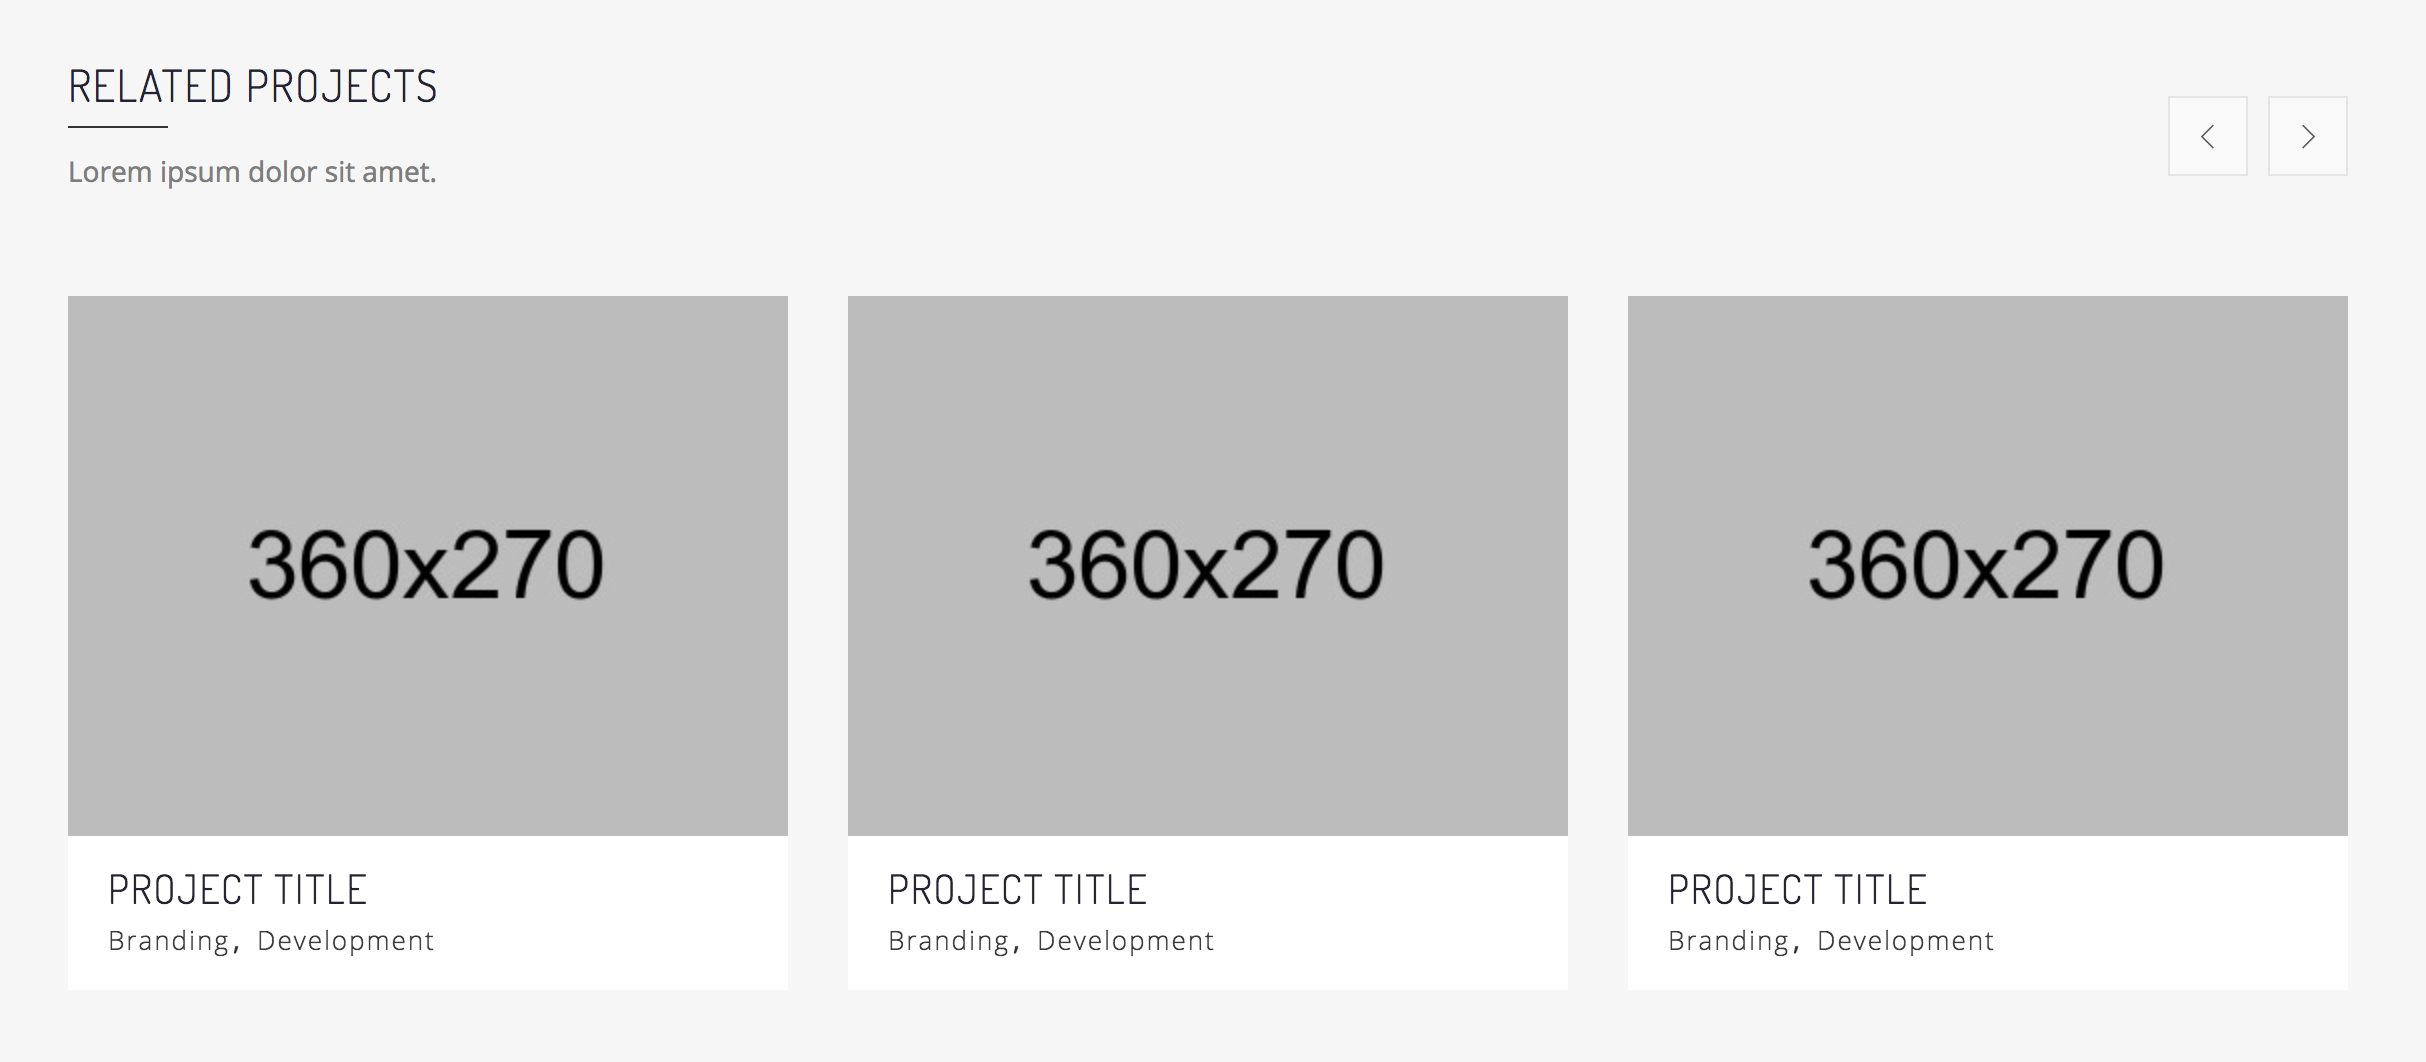 RELATED PROJECTS
Lorem ipsum dolor sit amet.
360x270
360x270
360x270
PROJECT TITLE
Branding, Development
PROJECT TITLE
Branding, Development
PROJECT TITLE
Branding, Development